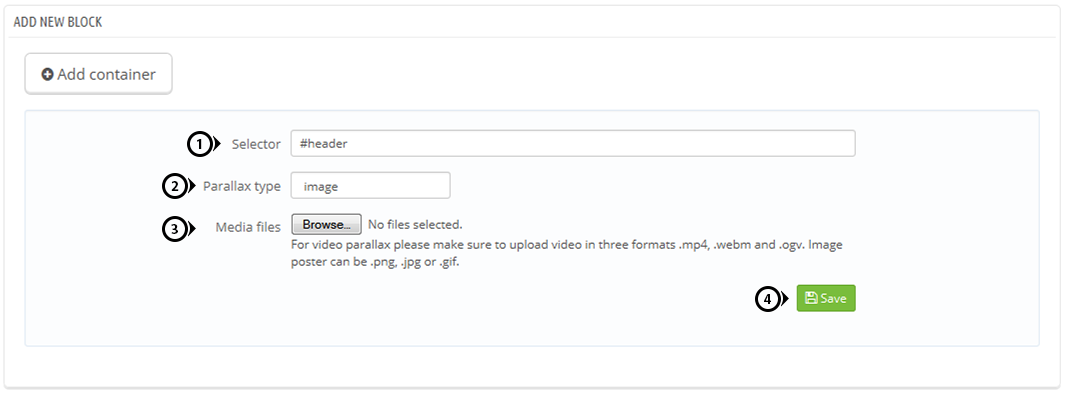 ADD NEW BLOCK
Add container
1 Selector #header
2 Parallax type image
3 Media files Browse... No files selected.
For video parallax please make sure to upload video in three formats .mp4, .webm and .ogv. Image
poster can be .png, .jpg or .gif.
4 Save